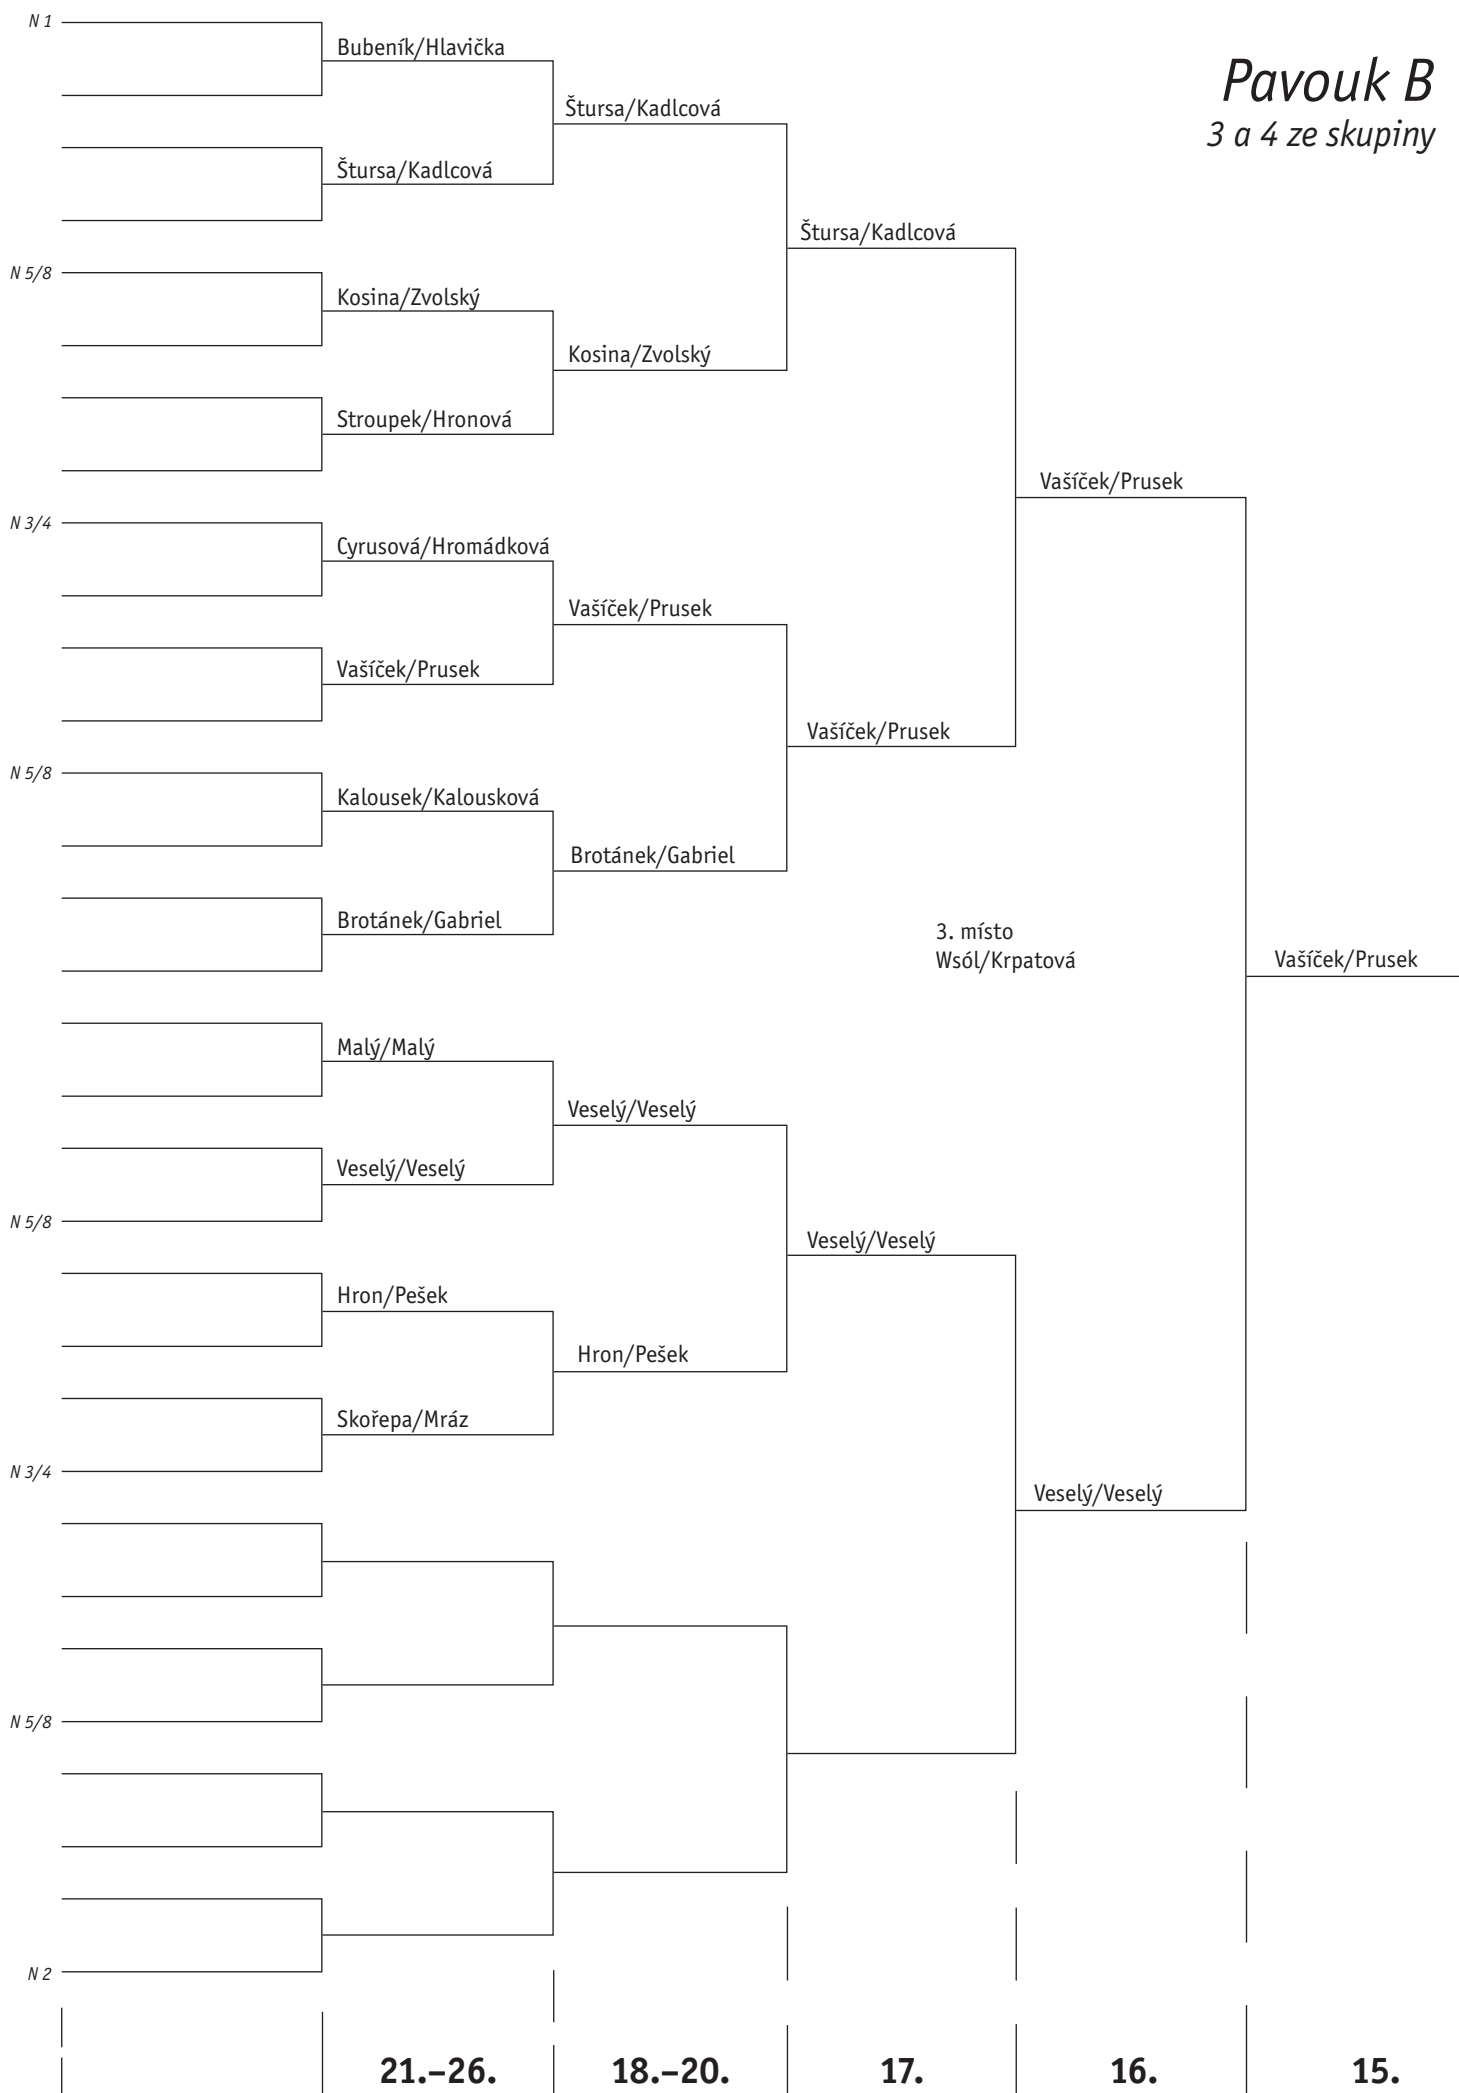 N 1
Bubeník/Hlavička
Pavouk B
3 a 4 ze skupiny
Štursa/Kadlcová
Štursa/Kadlcová
Štursa/Kadlcová
N 5/8
Kosina/Zvolský
Kosina/Zvolský
Stroupek/Hronová
Vašíček/Prusek
N 3/4
Cyrusová/Hromádková
Vašíček/Prusek
Vašíček/Prusek
Vašíček/Prusek
N 5/8
Kalousek/Kalousková
Brotánek/Gabriel
Brotánek/Gabriel
3. místo
Wsól/Krpatová
Vašíček/Prusek
Malý/Malý
Veselý/Veselý
Veselý/Veselý
N 5/8
Veselý/Veselý
Hron/Pešek
Hron/Pešek
Skořepa/Mráz
N 3/4
Veselý/Veselý
N 5/8
N 2
21.–26.
18.–20.
17.
16.
15.